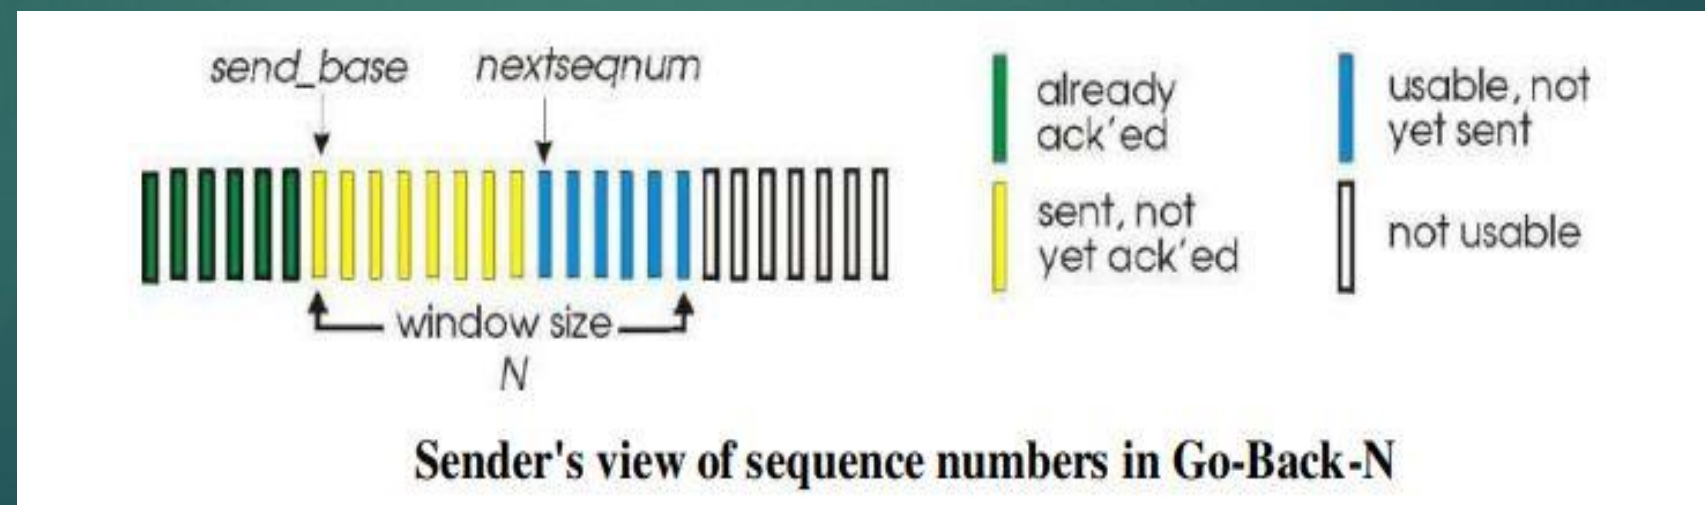 send_base
nextseqnum
window size
N
already
ack'ed
sent, not
yet ack'ed
usable, not
yet sent
not usable
Sender's view of sequence numbers in Go-Back-N